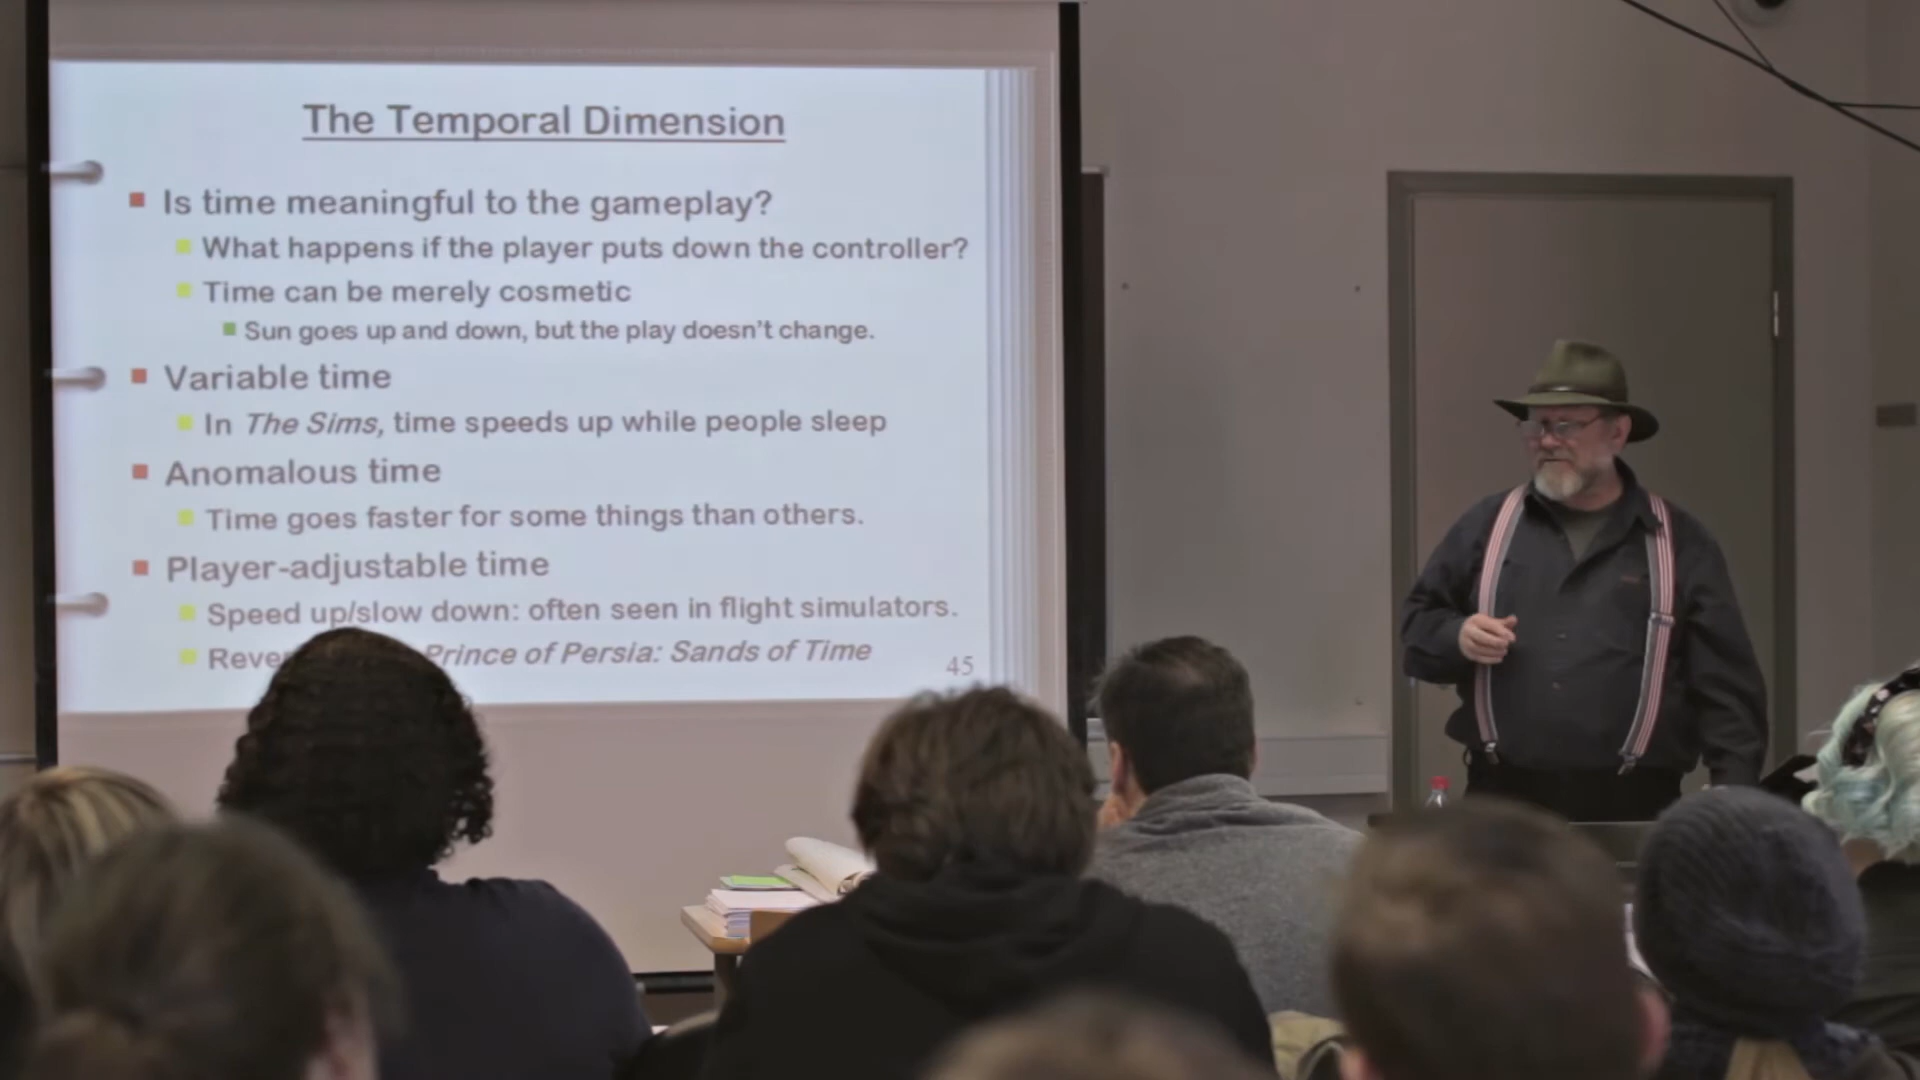 The Temporal Dimension
Is time meaningful to the gameplay?
What happens if the player puts down the controller?
Time can be merely cosmetic
Sun goes up and down, but the play doesn't change.
Variable time
In The Sims, time speeds up while people sleep
Anomalous time
Time goes faster for some things than others.
Player-adjustable time
Speed up/slow down: often seen in flight simulators.
Prince of Persia: Sands of Time
45